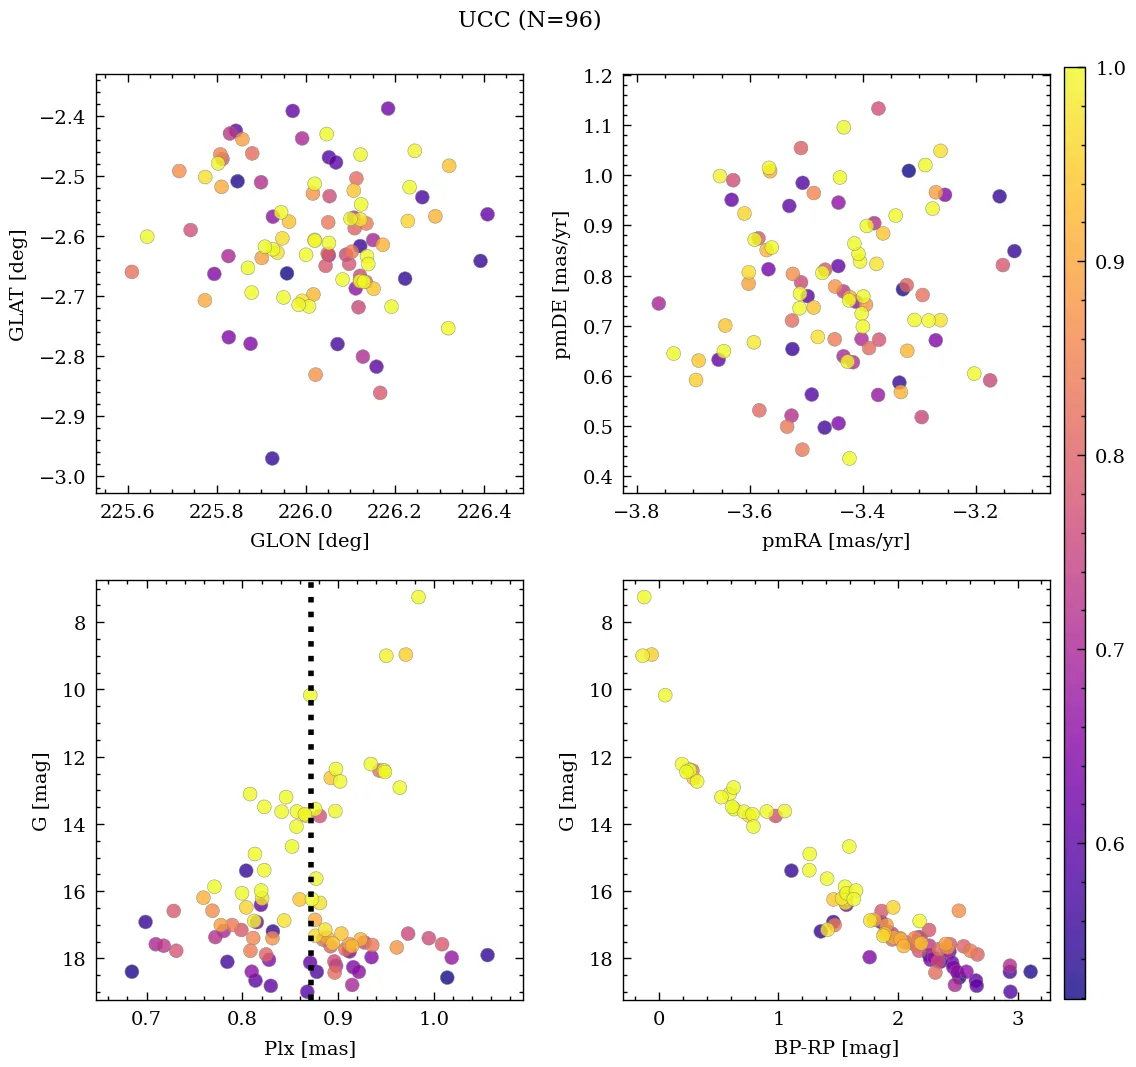 UCC (N=96)
−2.4
−2.5
−2.6
−2.7
−2.8
−2.9
−3.0
GLAT [deg]
225.6 225.8 226.0 226.2 226.4
GLON [deg]
1.2
1.1
1.0
0.9
0.8
0.7
0.6
0.5
0.4
pmDE [mas/yr]
−3.8 −3.6 −3.4 −3.2
pmRA [mas/yr]
8
10
12
14
16
18
G [mag]
0.7 0.8 0.9 1.0
Plx [mas]
8
10
12
14
16
18
G [mag]
0 1 2 3
BP-RP [mag]
1.0
0.9
0.8
0.7
0.6